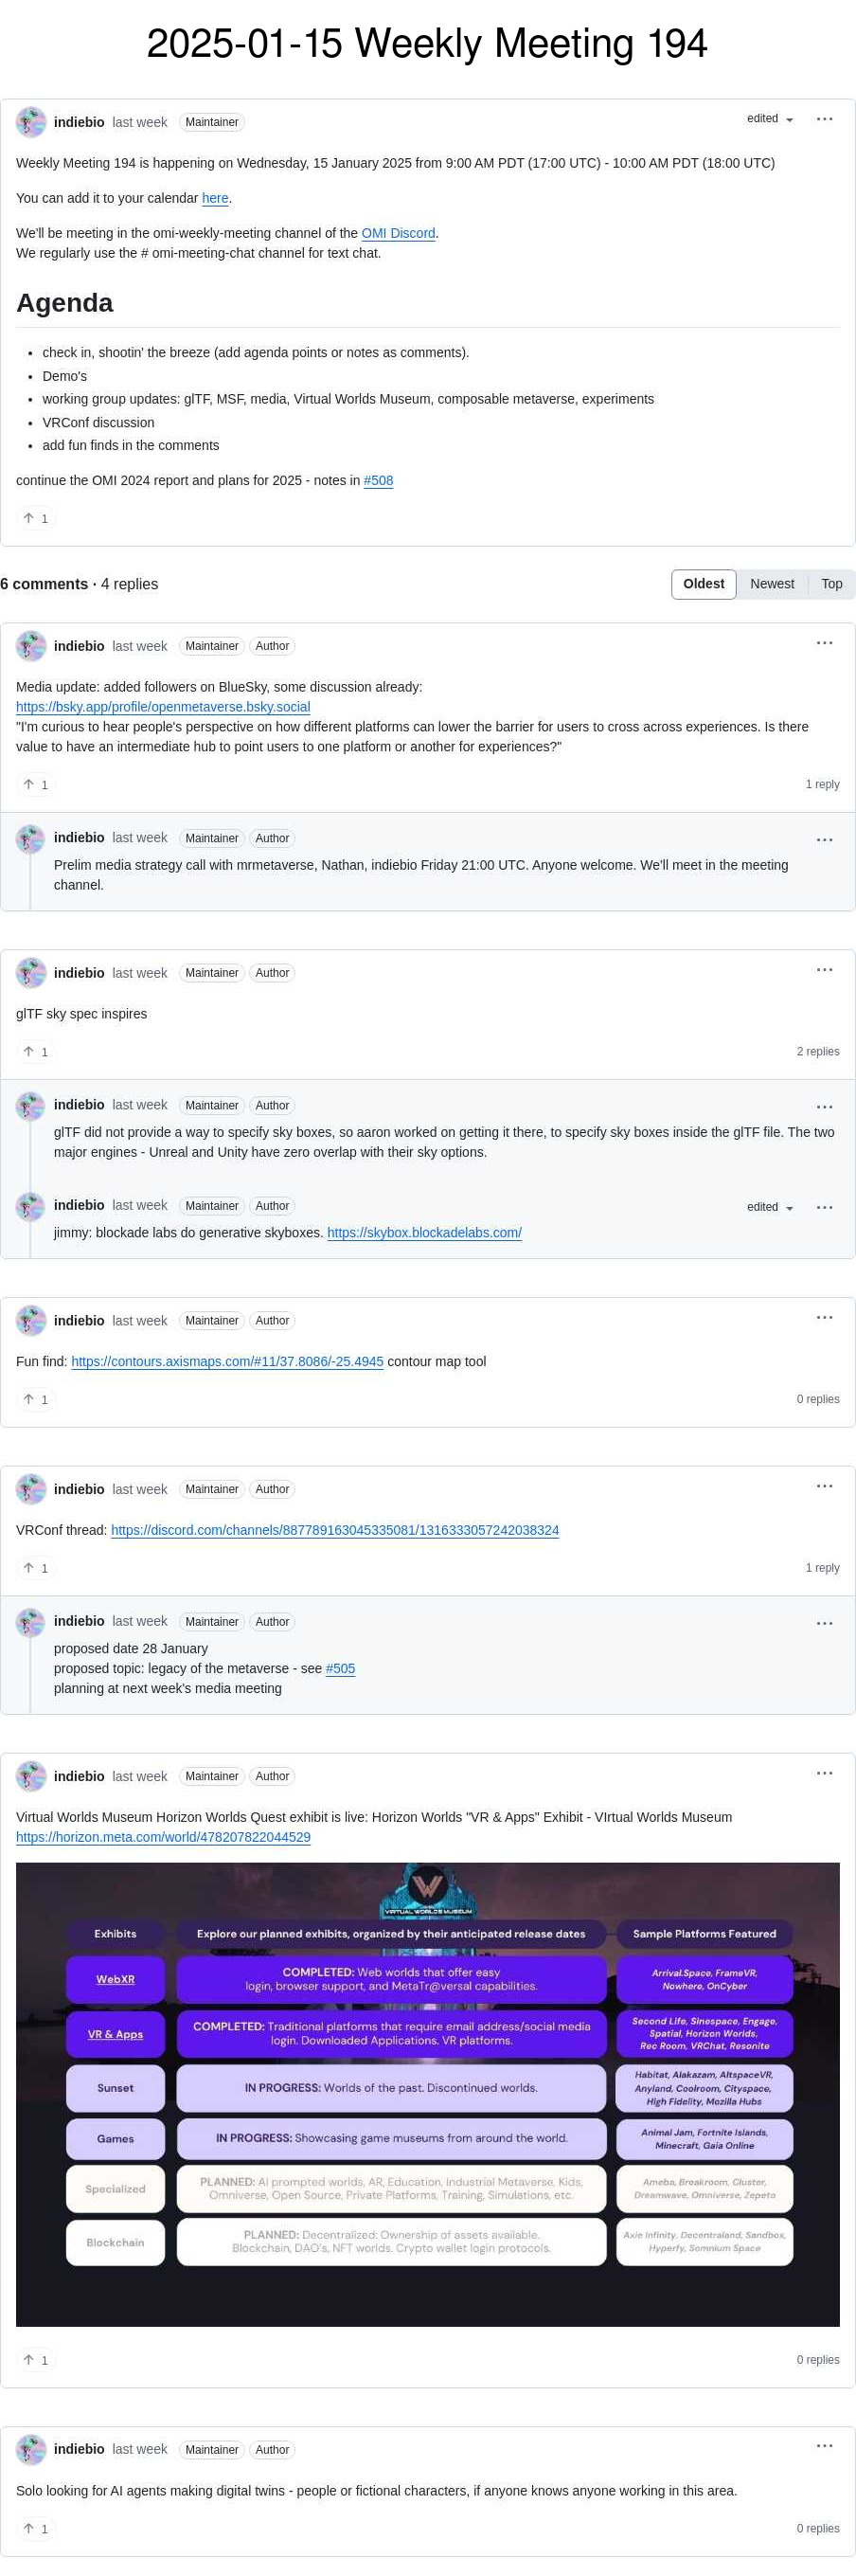 2025-01-15 Weekly Meeting 194
indiebio last week Maintainer edited
Weekly Meeting 194 is happening on Wednesday, 15 January 2025 from 9:00 AM PDT (17:00 UTC) - 10:00 AM PDT (18:00 UTC)
You can add it to your calendar here.
We'll be meeting in the omi-weekly-meeting channel of the OMI Discord.
We regularly use the # omi-meeting-chat channel for text chat.
Agenda
• check in, shootin' the breeze (add agenda points or notes as comments).
• Demo's
• working group updates: glTF, MSF, media, Virtual Worlds Museum, composable metaverse, experiments
• VRConf discussion
• add fun finds in the comments
continue the OMI 2024 report and plans for 2025 - notes in #508
1
6 comments · 4 replies Oldest Newest Top
indiebio last week Maintainer Author
Media update: added followers on BlueSky, some discussion already:
https://bsky.app/profile/openmetaverse.bsky.social
"I'm curious to hear people's perspective on how different platforms can lower the barrier for users to cross across experiences. Is there
value to have an intermediate hub to point users to one platform or another for experiences?"
1 1 reply
indiebio last week Maintainer Author
Prelim media strategy call with mrmetaverse, Nathan, indiebio Friday 21:00 UTC. Anyone welcome. We'll meet in the meeting
channel.
indiebio last week Maintainer Author
glTF sky spec inspires
1 2 replies
indiebio last week Maintainer Author
glTF did not provide a way to specify sky boxes, so aaron worked on getting it there, to specify sky boxes inside the glTF file. The two
major engines - Unreal and Unity have zero overlap with their sky options.
indiebio last week Maintainer Author edited
jimmy: blockade labs do generative skyboxes. https://skybox.blockadelabs.com/
indiebio last week Maintainer Author
Fun find: https://contours.axismaps.com/#11/37.8086/-25.4945 contour map tool
1 0 replies
indiebio last week Maintainer Author
VRConf thread: https://discord.com/channels/887789163045335081/1316333057242038324
1 1 reply
indiebio last week Maintainer Author
proposed date 28 January
proposed topic: legacy of the metaverse - see #505
planning at next week's media meeting
indiebio last week Maintainer Author
Virtual Worlds Museum Horizon Worlds Quest exhibit is live: Horizon Worlds "VR & Apps" Exhibit - VIrtual Worlds Museum
https://horizon.meta.com/world/478207822044529
VIRTUAL WORLDS MUSEUM
Exhibits Explore our planned exhibits, organized by their anticipated release dates Sample Platforms Featured
WebXR
COMPLETED: Web worlds that offer easy
login, browser support, and MetaTr@versal capabilities.
Arrival.Space, FrameVR,
Nowhere, OnCyber
VR & Apps
COMPLETED: Traditional platforms that require email address/social media
login. Downloaded Applications. VR platforms.
Second Life, Sinespace, Engage,
Spatial, Horizon Worlds,
Rec Room, VRChat, Resonite
Sunset
IN PROGRESS: Worlds of the past. Discontinued worlds.
Habitat, Alakazam, AltspaceVR,
Anyland, Coolroom, Cityspace,
High Fidelity, Mozilla Hubs
Games
IN PROGRESS: Showcasing game museums from around the world.
Animal Jam, Fortnite Islands,
Minecraft, Gaia Online
Specialized
PLANNED: AI prompted worlds, AR, Education, Industrial Metaverse, Kids,
Omniverse, Open Source, Private Platforms, Training, Simulations, etc.
Ameba, Breakroom, Cluster,
Dreamwave, Omniverse, Zepeto
Blockchain
PLANNED: Decentralized: Ownership of assets available.
Blockchain, DAO's, NFT worlds. Crypto wallet login protocols.
Axie Infinity, Decentraland, Sandbox,
Hyperfy, Somnium Space
1 0 replies
indiebio last week Maintainer Author
Solo looking for AI agents making digital twins - people or fictional characters, if anyone knows anyone working in this area.
1 0 replies